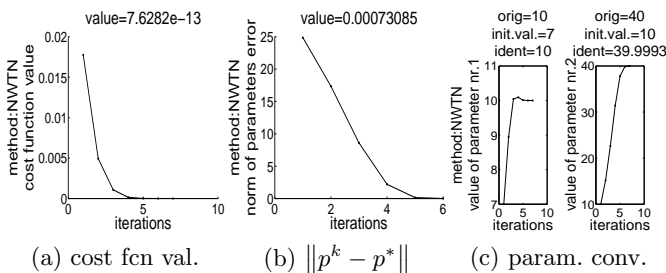 value=7.6282e−13
0.02
0.015
0.01
0.005
0
0 5 10
iterations
method:NWTN
cost function value
(a) cost fcn val.
value=0.00073085
25
20
15
10
5
0
0 2 4 6
iterations
method:NWTN
norm of parameters error
(b) ‖p^k − p^*‖
orig=10
init.val.=7
ident=10
11
10
9
8
7
0 5 10
iterations
method:NWTN
value of parameter nr.1
orig=40
init.val.=10
ident=39.9993
40
30
20
10
0 5 10
iterations
value of parameter nr.2
(c) param. conv.